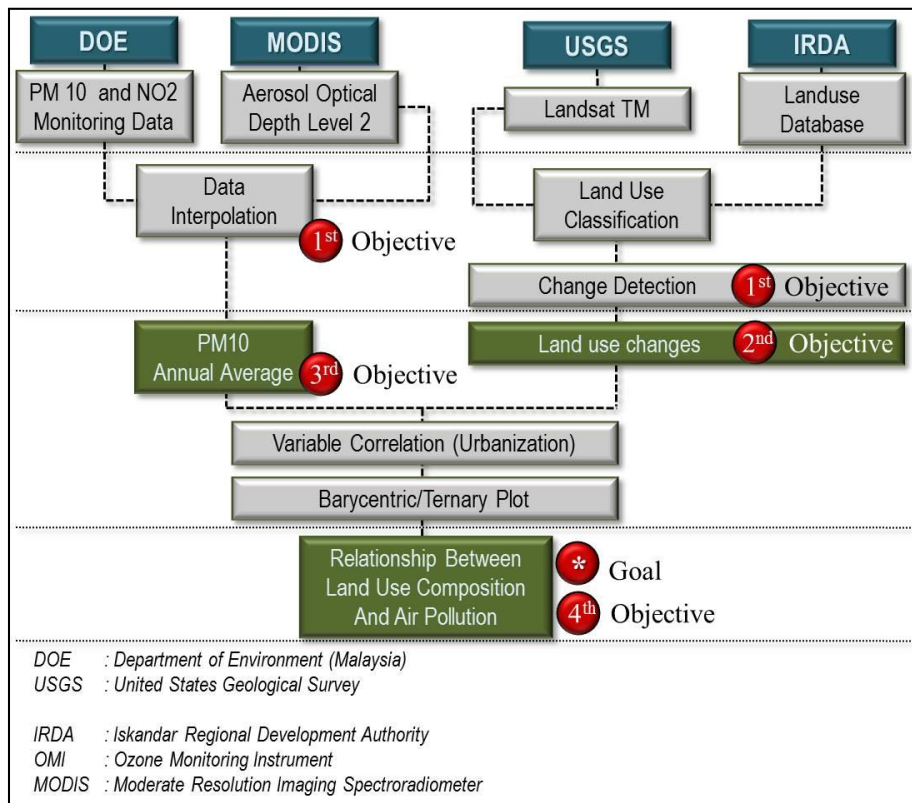 DOE
MODIS
USGS
IRDA
PM 10 and NO2
Monitoring Data
Aerosol Optical
Depth Level 2
Landsat TM
Landuse
Database
Data
Interpolation
1st Objective
Land Use
Classification
Change Detection
1st Objective
PM10
Annual Average
3rd Objective
Land use changes
2nd Objective
Variable Correlation (Urbanization)
Barycentric/Ternary Plot
Relationship Between
Land Use Composition
And Air Pollution
* Goal
4th Objective
DOE : Department of Environment (Malaysia)
USGS : United States Geological Survey
IRDA : Iskandar Regional Development Authority
OMI : Ozone Monitoring Instrument
MODIS : Moderate Resolution Imaging Spectroradiometer